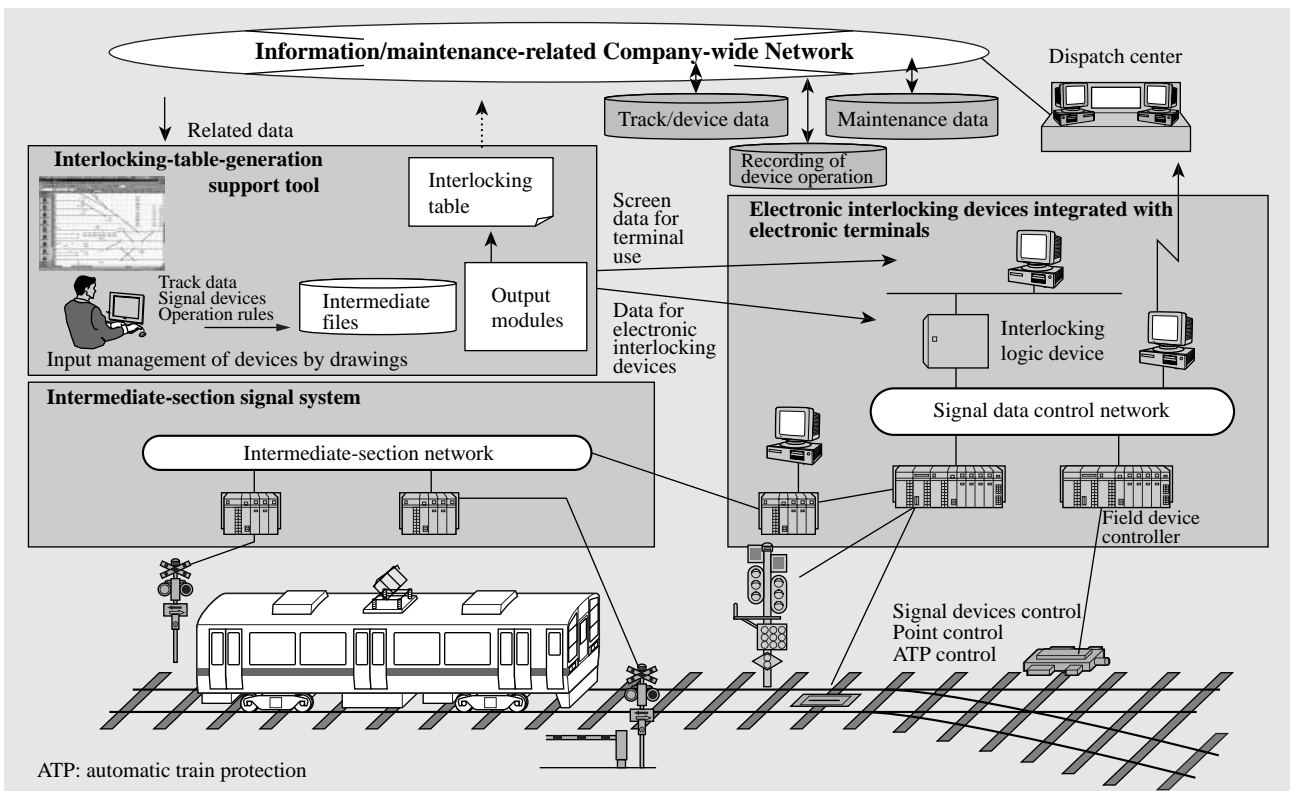 Information/maintenance-related Company-wide Network
Dispatch center
Related data
Track/device data
Maintenance data
Recording of
device operation
Interlocking-table-generation
support tool
Interlocking
table
Track data
Signal devices
Operation rules
Intermediate
files
Output
modules
Input management of devices by drawings
Screen
data for
terminal
use
Data for
electronic
interlocking
devices
Electronic interlocking devices integrated with
electronic terminals
Interlocking
logic device
Signal data control network
Field device
controller
Intermediate-section signal system
Intermediate-section network
Signal devices control
Point control
ATP control
ATP: automatic train protection